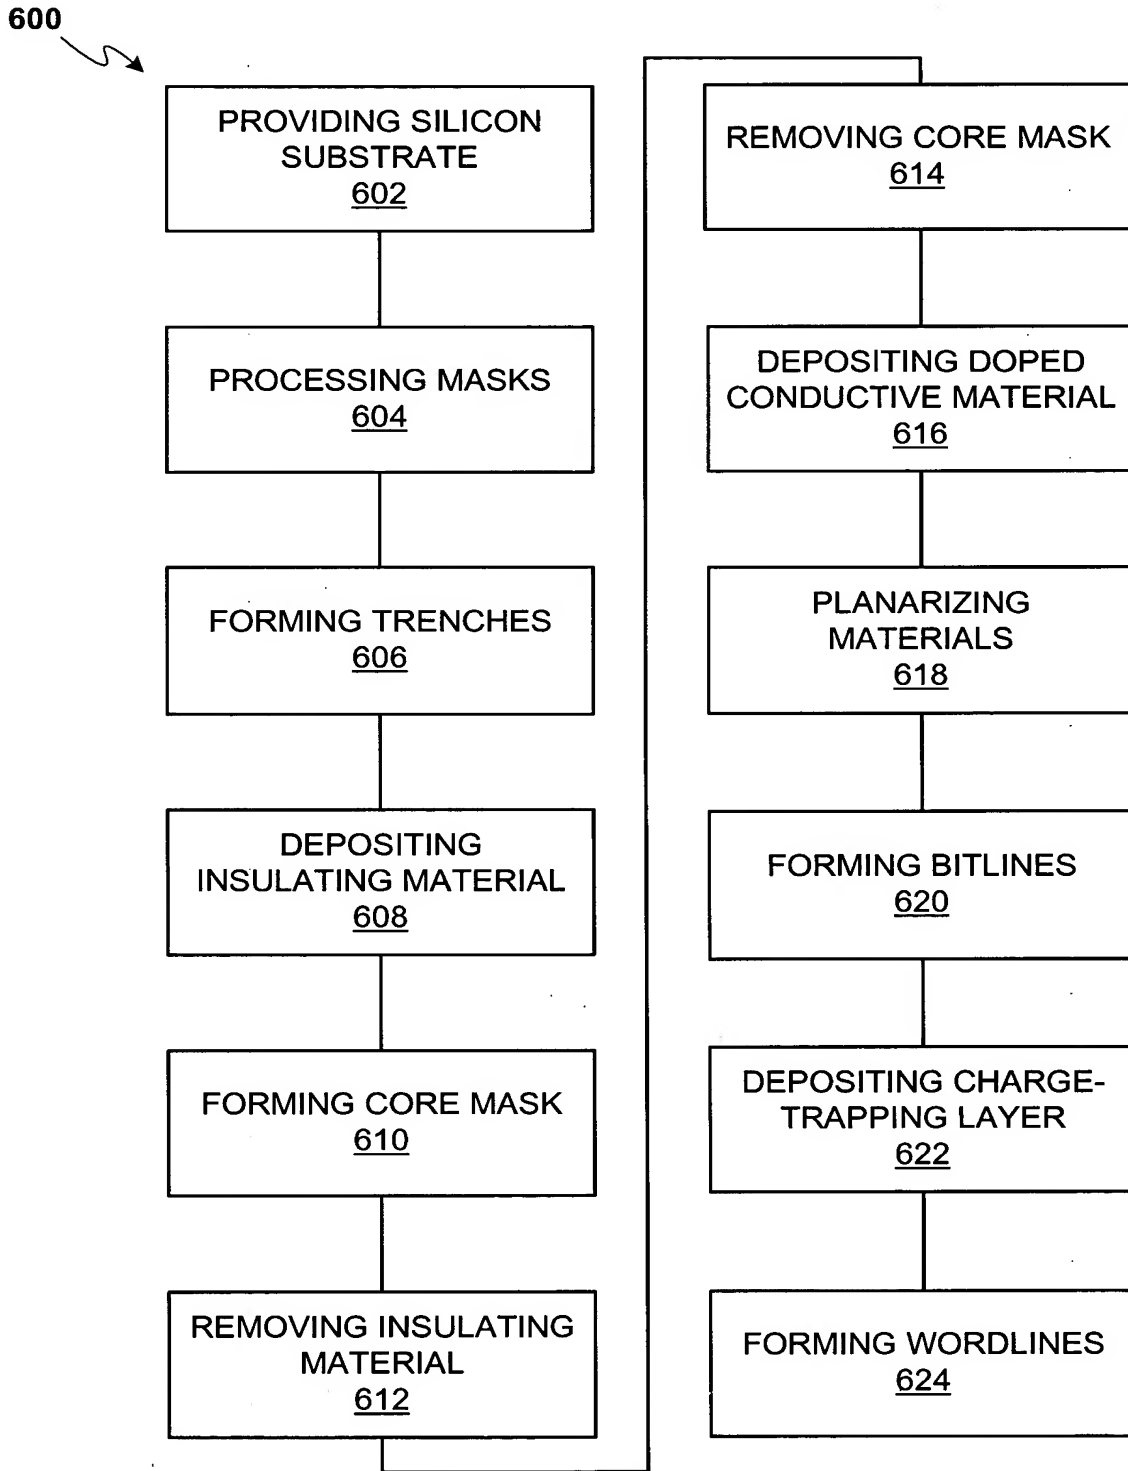 600
PROVIDING SILICON
SUBSTRATE
602
PROCESSING MASKS
604
FORMING TRENCHES
606
DEPOSITING
INSULATING MATERIAL
608
FORMING CORE MASK
610
REMOVING INSULATING
MATERIAL
612
REMOVING CORE MASK
614
DEPOSITING DOPED
CONDUCTIVE MATERIAL
616
PLANARIZING
MATERIALS
618
FORMING BITLINES
620
DEPOSITING CHARGE-
TRAPPING LAYER
622
FORMING WORDLINES
624